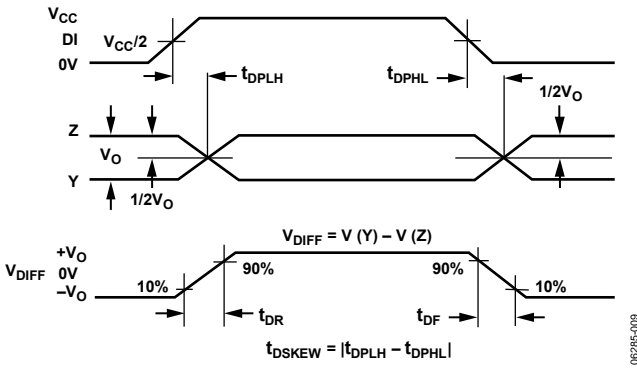 VCC
DI VCC/2
0V
tDPLH
tDPHL
1/2VO
Z
VO
Y
1/2VO
VDIFF = V (Y) – V (Z)
+VO
VDIFF 0V
–VO
10%
90%
90%
10%
tDR
tDF
tDSKEW = |tDPLH – tDPHL|
06285-009